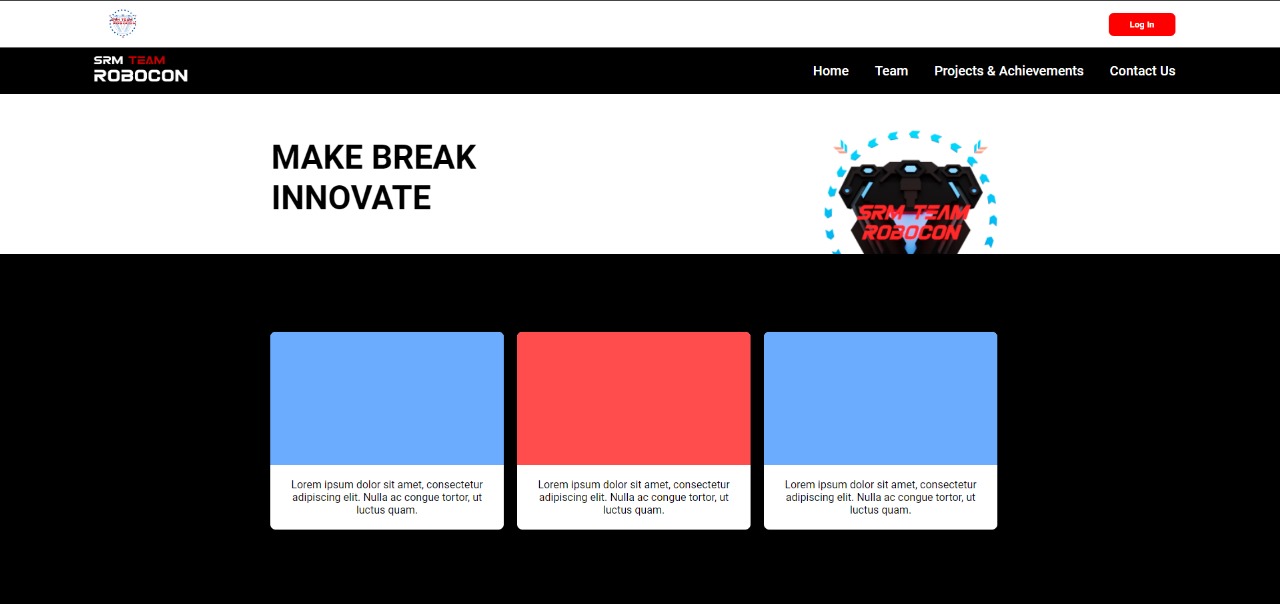 SRM TEAM
ROBOCON
Log In
SRM TEAM
ROBOCON
Home
Team
Projects & Achievements
Contact Us
MAKE BREAK
INNOVATE
SRM TEAM
ROBOCON
Lorem ipsum dolor sit amet, consectetur
adipiscing elit. Nulla ac congue tortor, ut
luctus quam.
Lorem ipsum dolor sit amet, consectetur
adipiscing elit. Nulla ac congue tortor, ut
luctus quam.
Lorem ipsum dolor sit amet, consectetur
adipiscing elit. Nulla ac congue tortor, ut
luctus quam.